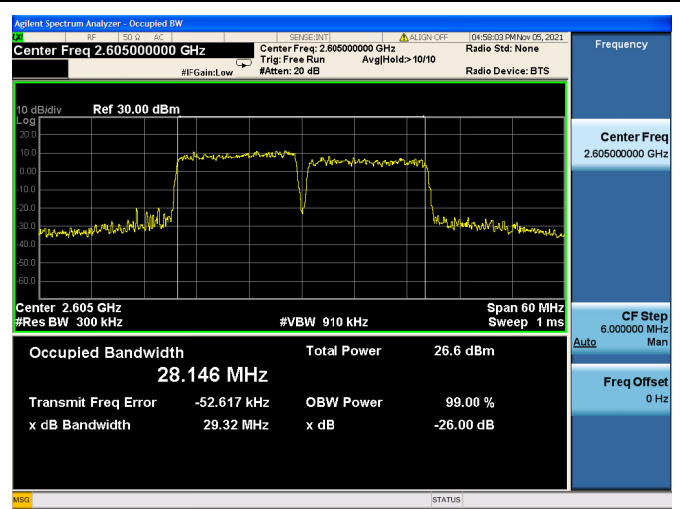 Agilent Spectrum Analyzer - Occupied BW
RF 50 Ω AC SENSE:INT ALIGN OFF 04:58:03 PM Nov 05, 2021
Center Freq 2.605000000 GHz
Center Freq: 2.605000000 GHz Radio Std: None
Trig: Free Run Avg|Hold:> 10/10
#IFGain:Low #Atten: 20 dB Radio Device: BTS
Frequency
10 dB/div Ref 30.00 dBm
Log
20.0
10.0
0.00
-10.0
-20.0
-30.0
-40.0
-50.0
-60.0
Center 2.605 GHz Span 60 MHz
#Res BW 300 kHz #VBW 910 kHz Sweep 1 ms
Occupied Bandwidth Total Power 26.6 dBm
28.146 MHz
Transmit Freq Error -52.617 kHz OBW Power 99.00 %
x dB Bandwidth 29.32 MHz x dB -26.00 dB
Center Freq
2.605000000 GHz
CF Step
6.000000 MHz
Auto Man
Freq Offset
0 Hz
MSG STATUS